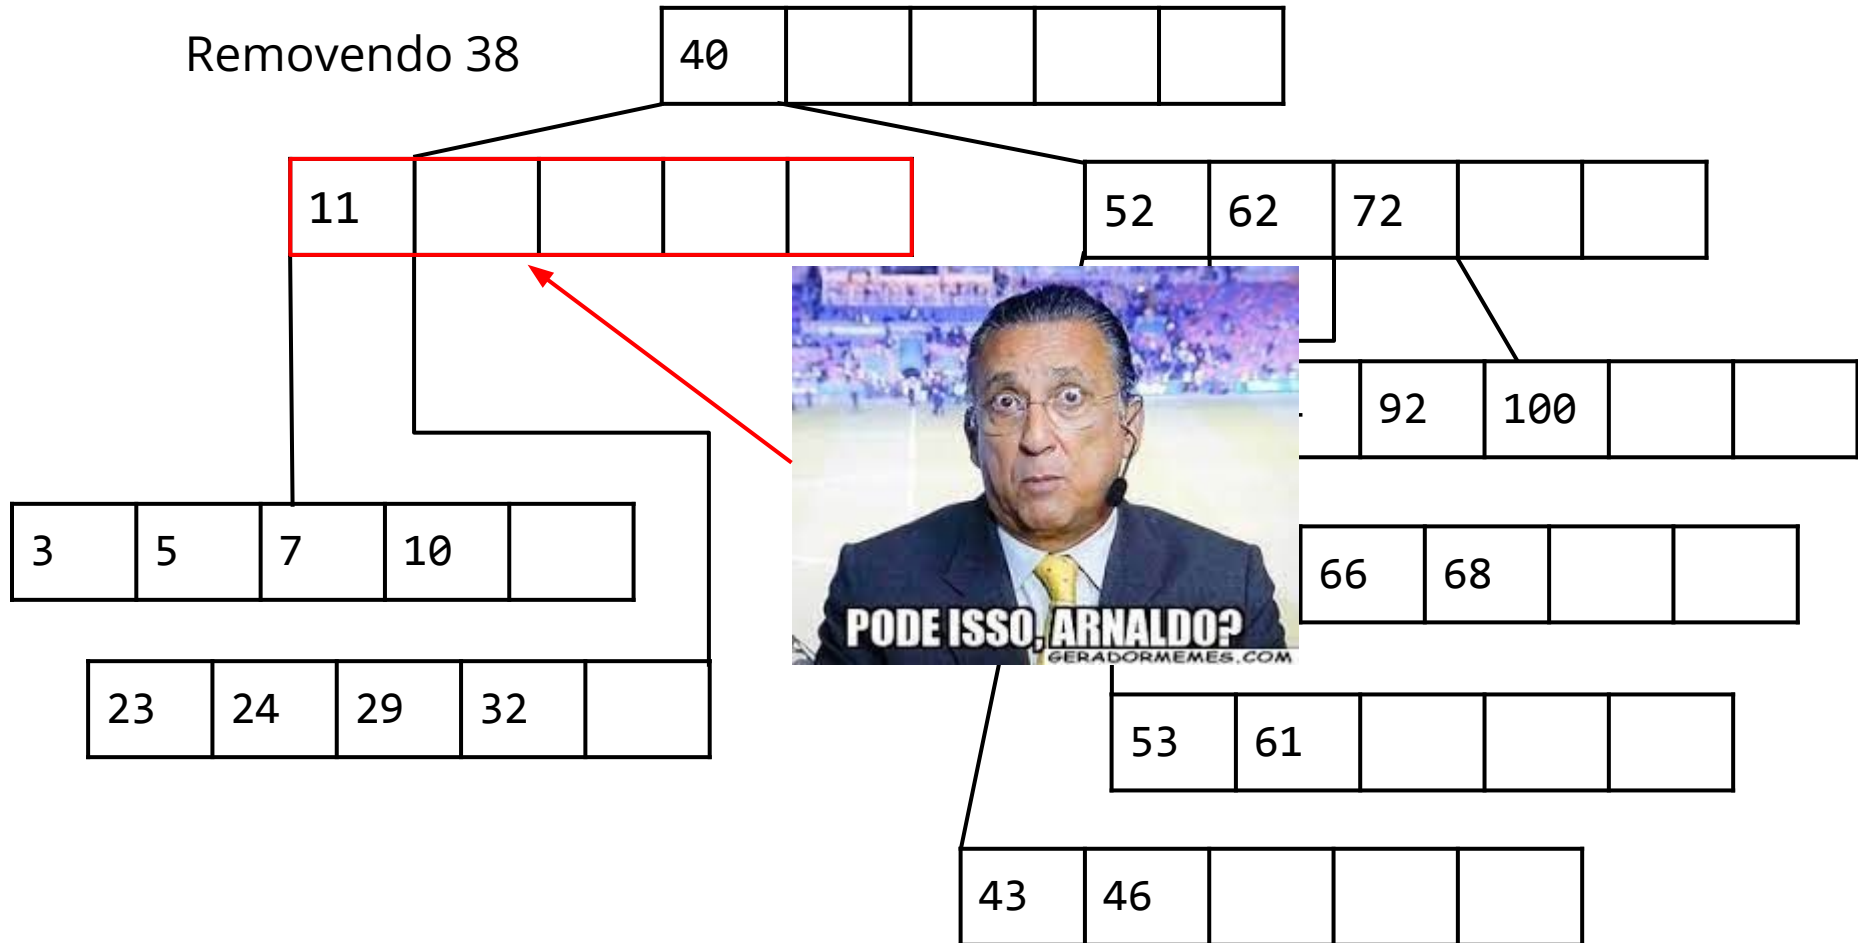 Removendo 38
40
11
52 62 72
92 100
3 5 7 10
66 68
PODE ISSO, ARNALDO?
GERADORMEMES.COM
23 24 29 32
53 61
43 46